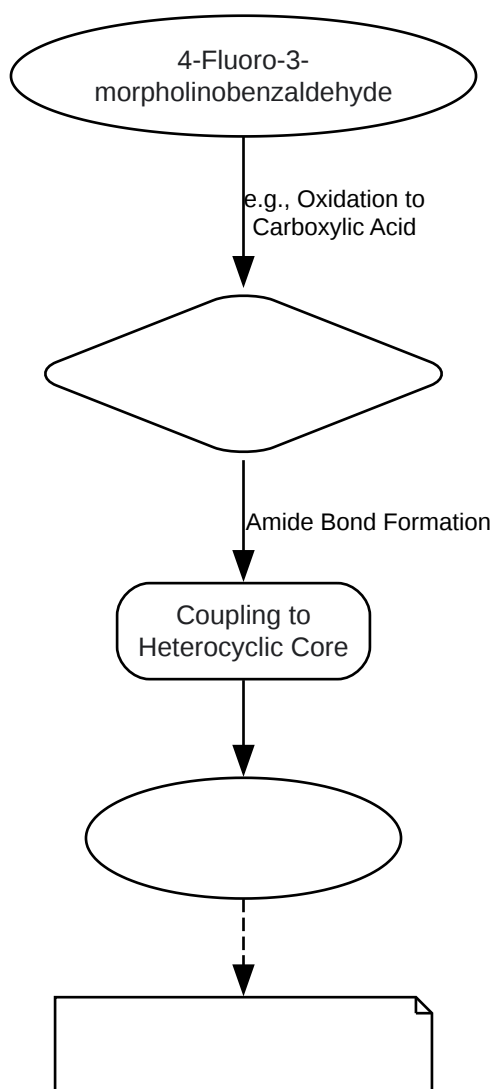 4-Fluoro-3-
morpholinobenzaldehyde
e.g., Oxidation to
Carboxylic Acid
Amide Bond Formation
Coupling to
Heterocyclic Core